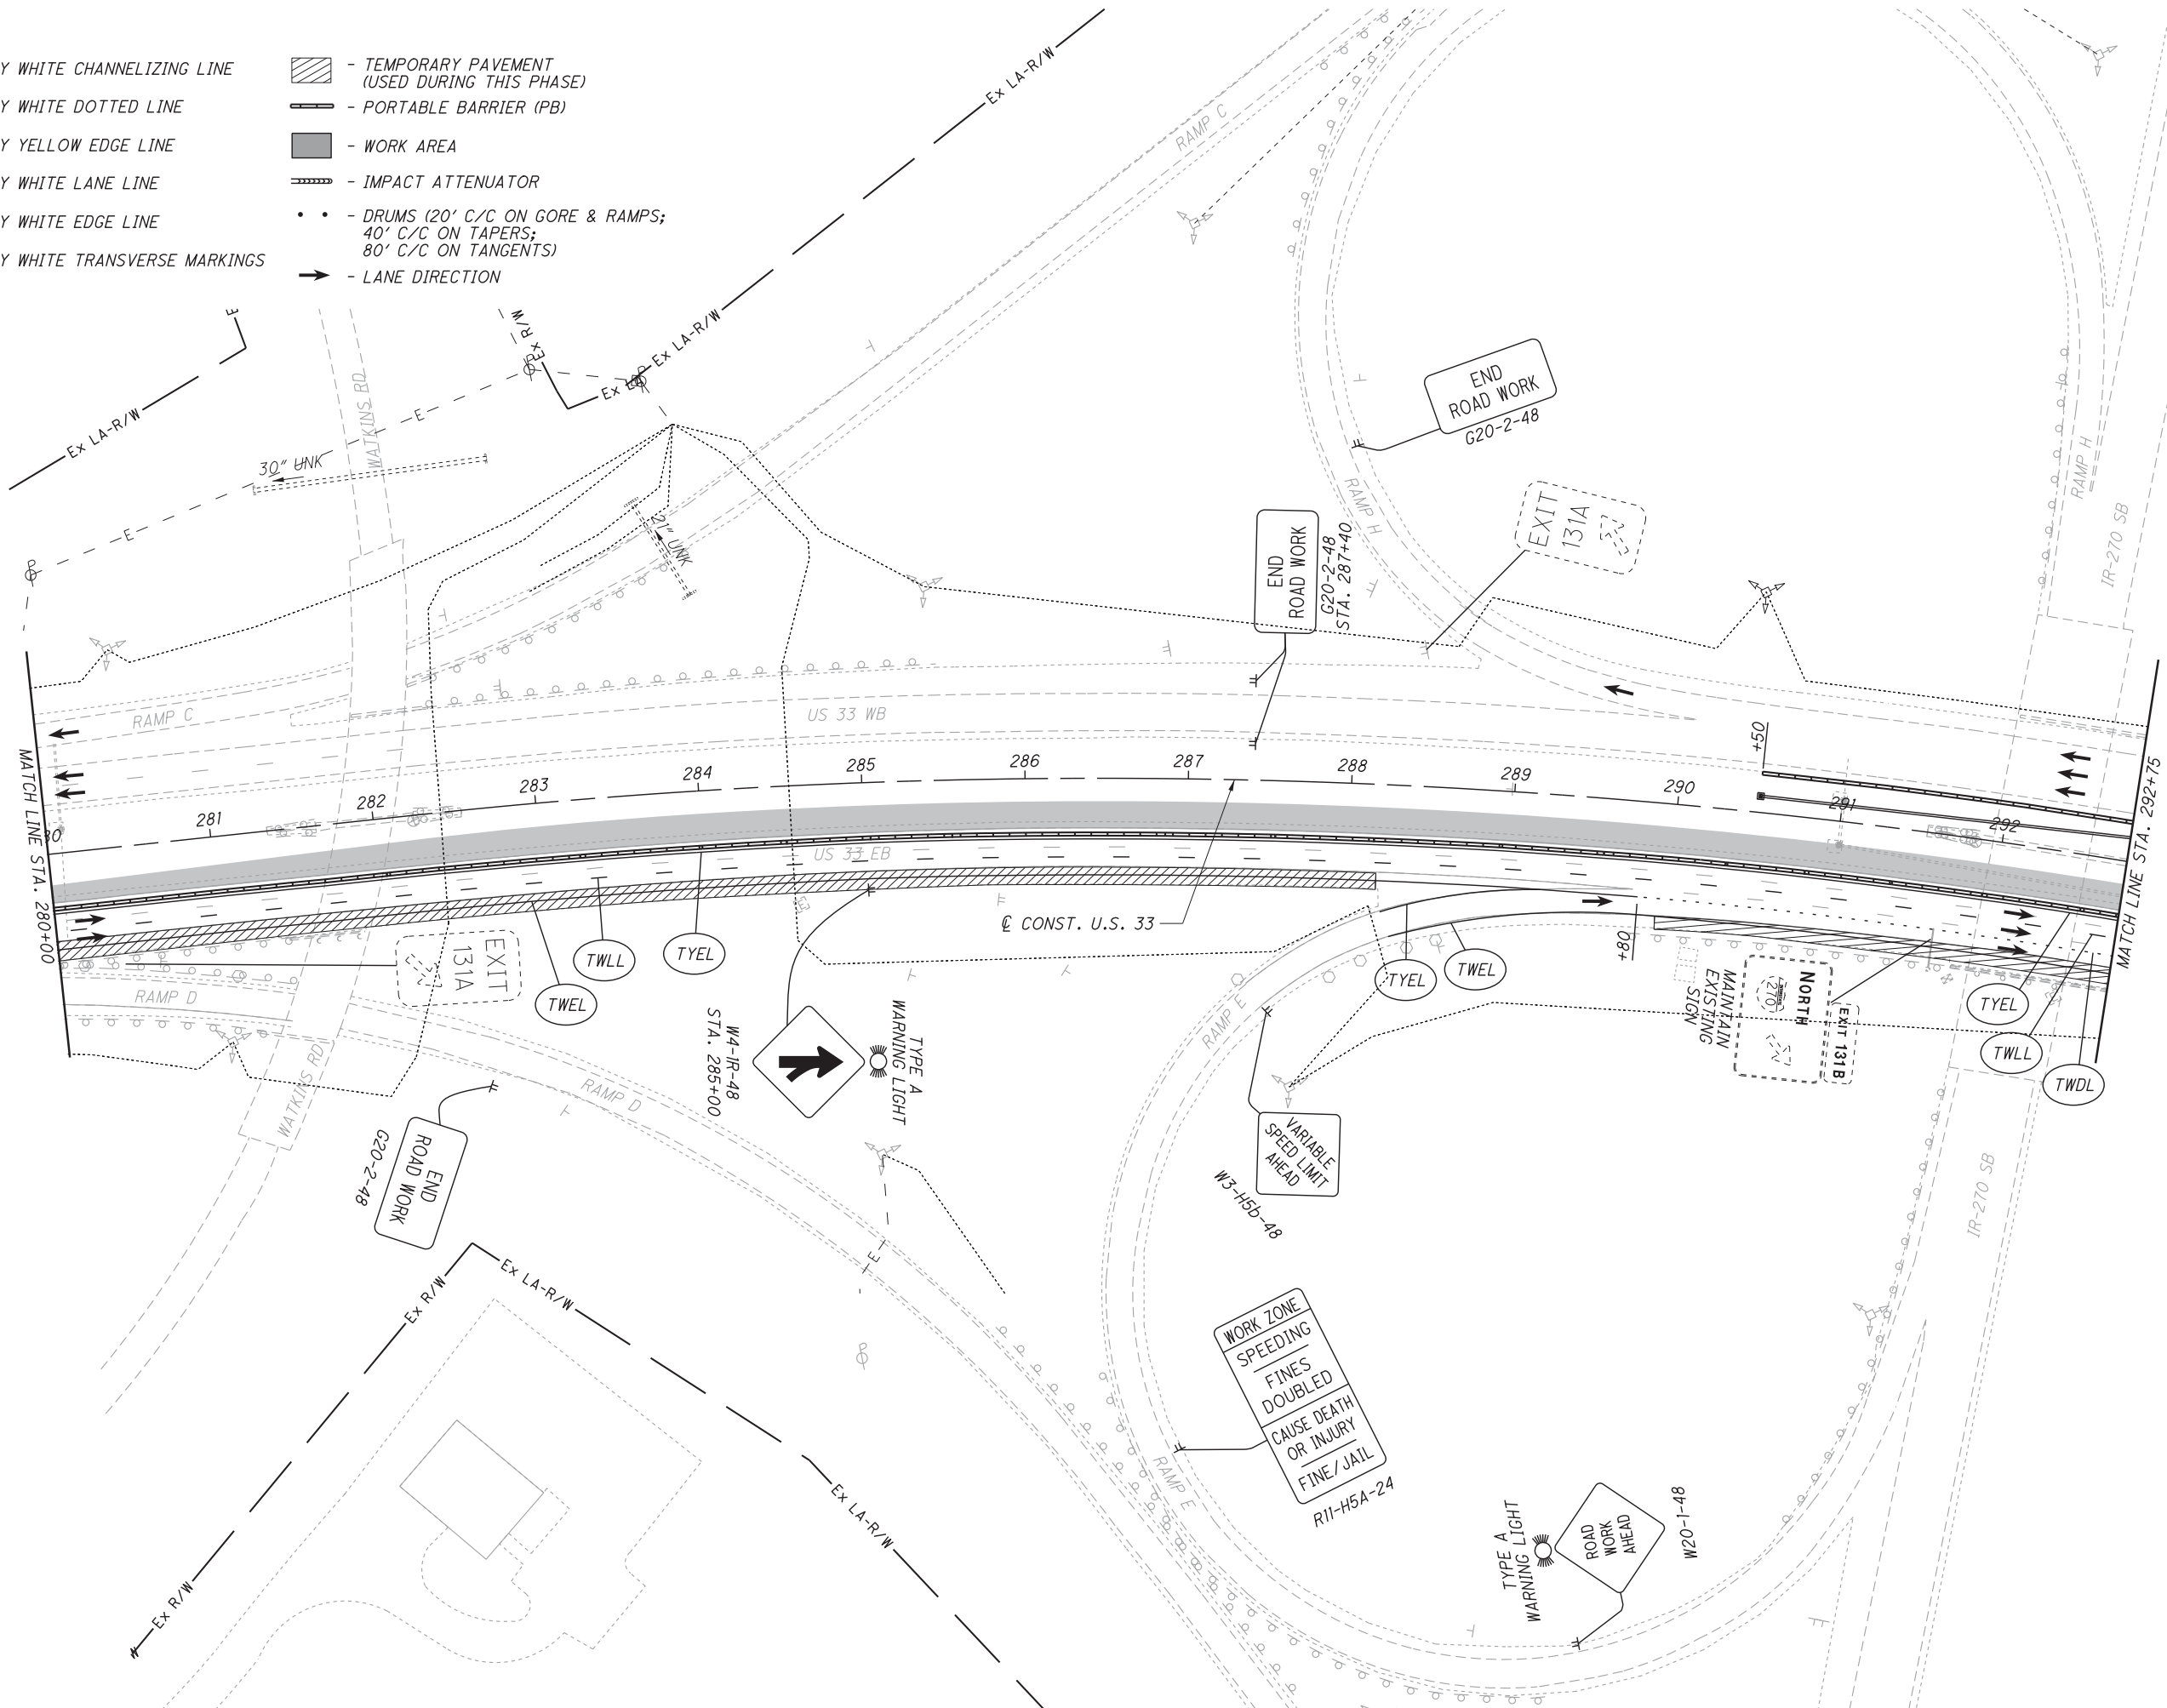 Y WHITE CHANNELIZING LINE
Y WHITE DOTTED LINE
Y YELLOW EDGE LINE
Y WHITE LANE LINE
Y WHITE EDGE LINE
Y WHITE TRANSVERSE MARKINGS
- TEMPORARY PAVEMENT
(USED DURING THIS PHASE)
- PORTABLE BARRIER (PB)
- WORK AREA
- IMPACT ATTENUATOR
- DRUMS (20' C/C ON GORE & RAMPS;
40' C/C ON TAPERS;
80' C/C ON TANGENTS)
- LANE DIRECTION
Ex LA-R/W
RAMP C
Ex R/W
Ex LA-R/W
Ex
Ex LA-R/W
WATKINS RD
E
E
30" UNK
21" UNK
END
ROAD WORK
G20-2-48
RAMP H
RAMP H
IR-270 SB
EXIT
131A
END
ROAD WORK
G20-2-48
STA. 287+40
RAMP C
US 33 WB
+50
MATCH LINE STA. 280+00
30
281
282
283
284
285
286
287
288
289
290
291
292
MATCH LINE STA. 292+75
US 33 EB
℄ CONST. U.S. 33
+80
EXIT
131A
TWEL
TWLL
TYEL
TYEL
TWEL
TYEL
TWLL
TWDL
MAINTAIN
EXISTING
SIGN
NORTH
270
EXIT 131B
RAMP D
WATKINS RD
RAMP D
END
ROAD WORK
G20-2-48
W4-1R-48
STA. 285+00
TYPE A
WARNING LIGHT
RAMP E
VARIABLE
SPEED LIMIT
AHEAD
W3-H5b-48
IR-270 SB
E
Ex R/W
Ex LA-R/W
WORK ZONE
SPEEDING
FINES
DOUBLED
CAUSE DEATH
OR INJURY
FINE/JAIL
R11-H5A-24
RAMP E
Ex LA-R/W
TYPE A
WARNING LIGHT
ROAD
WORK
AHEAD
W20-1-48
Ex R/W